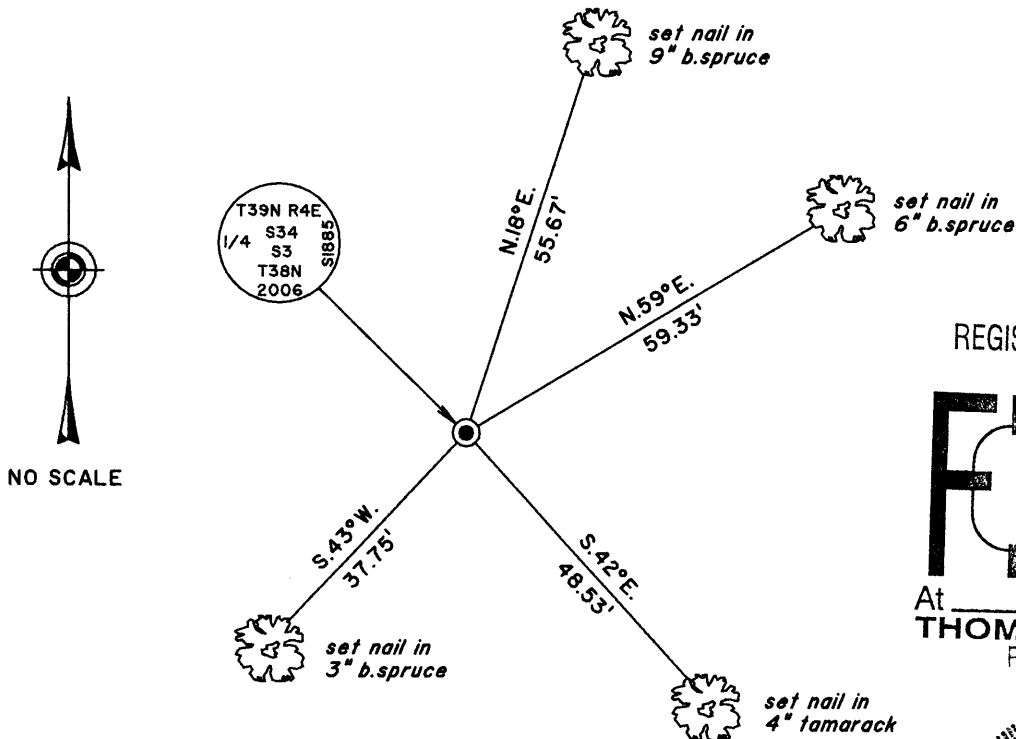 set nail in
9" b.spruce
set nail in
6" b.spruce
T39N R4E
S34
1/4
S3
T38N
2006
S1885
N.18°E.
55.67'
N.59°E.
59.33'
NO SCALE
S.43°W.
37.75'
S.42°E.
48.53'
set nail in
3" b.spruce
set nail in
4" tamarack
REGIS
At
THOM